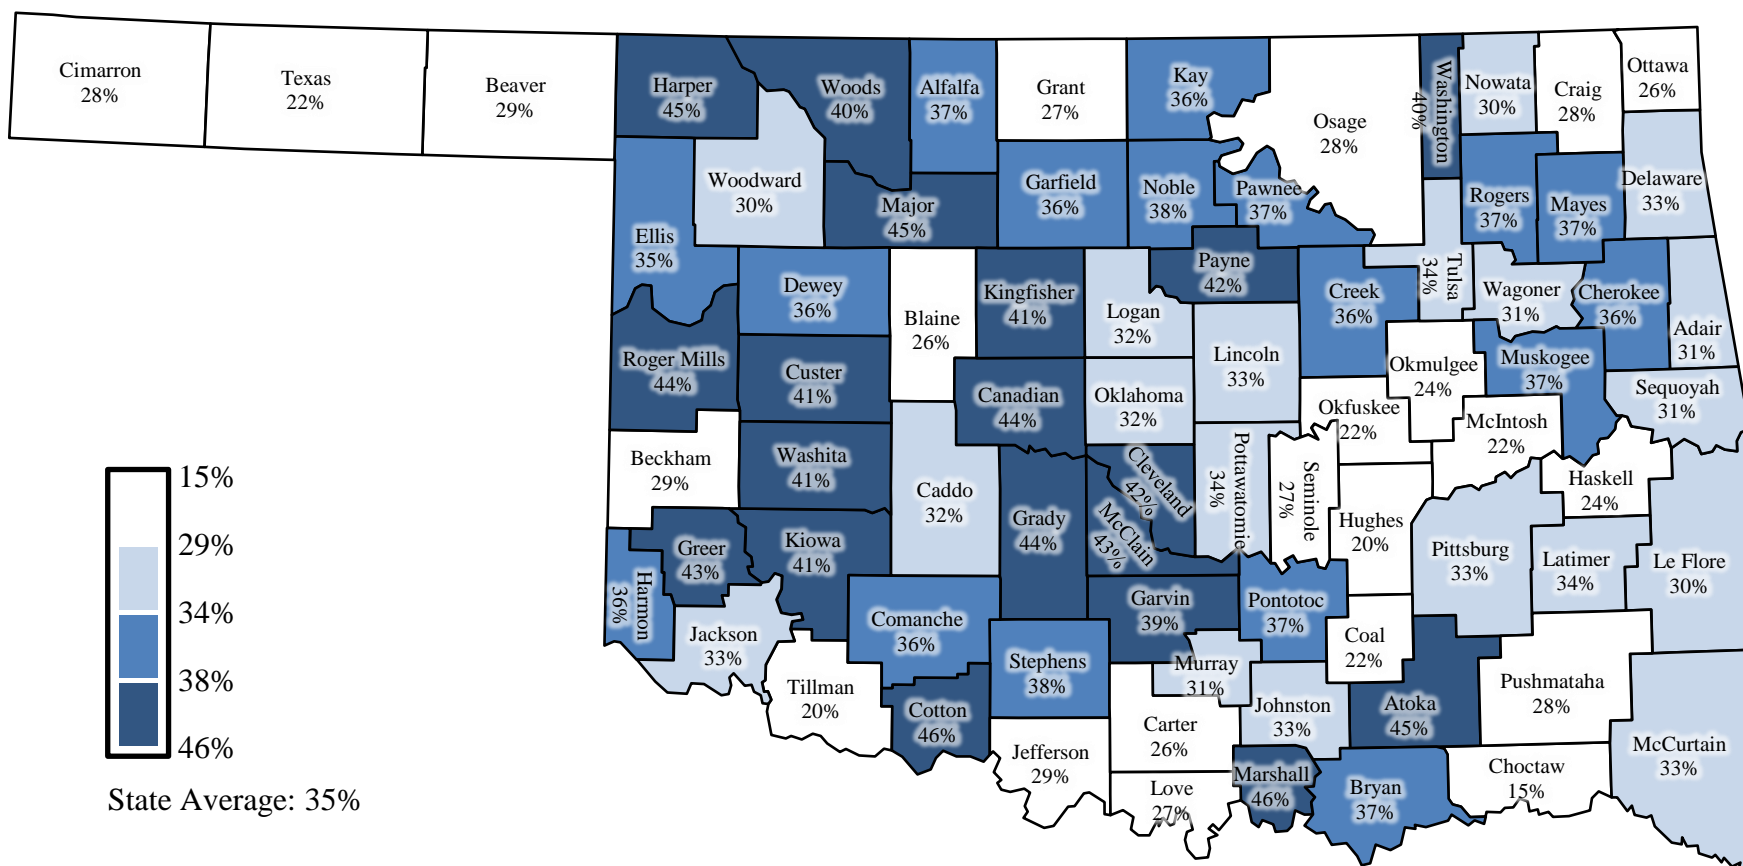 Cimarron
28%
Texas
22%
Beaver
29%
Harper
45%
Woods
40%
Alfalfa
37%
Grant
27%
Kay
36%
Osage
28%
Washington
40%
Nowata
30%
Craig
28%
Ottawa
26%
Woodward
30%
Major
45%
Garfield
36%
Noble
38%
Pawnee
37%
Rogers
37%
Mayes
37%
Delaware
33%
Ellis
35%
Dewey
36%
Blaine
26%
Kingfisher
41%
Logan
32%
Payne
42%
Creek
36%
Tulsa
34%
Wagoner
31%
Cherokee
36%
Adair
31%
Roger Mills
44%
Custer
41%
Canadian
44%
Oklahoma
32%
Lincoln
33%
Okmulgee
24%
Muskogee
37%
Sequoyah
31%
Okfuskee
22%
McIntosh
22%
Beckham
29%
Washita
41%
Caddo
32%
Grady
44%
Cleveland
42%
McClain
43%
Pottawatomie
34%
Seminole
27%
Hughes
20%
Haskell
24%
Pittsburg
33%
Latimer
34%
Le Flore
30%
Harmon
36%
Greer
43%
Kiowa
41%
Jackson
33%
Comanche
36%
Garvin
39%
Pontotoc
37%
Coal
22%
Tillman
20%
Cotton
46%
Stephens
38%
Murray
31%
Carter
26%
Johnston
33%
Atoka
45%
Pushmataha
28%
McCurtain
33%
Jefferson
29%
Love
27%
Marshall
46%
Bryan
37%
Choctaw
15%
15%
29%
34%
38%
46%
State Average: 35%